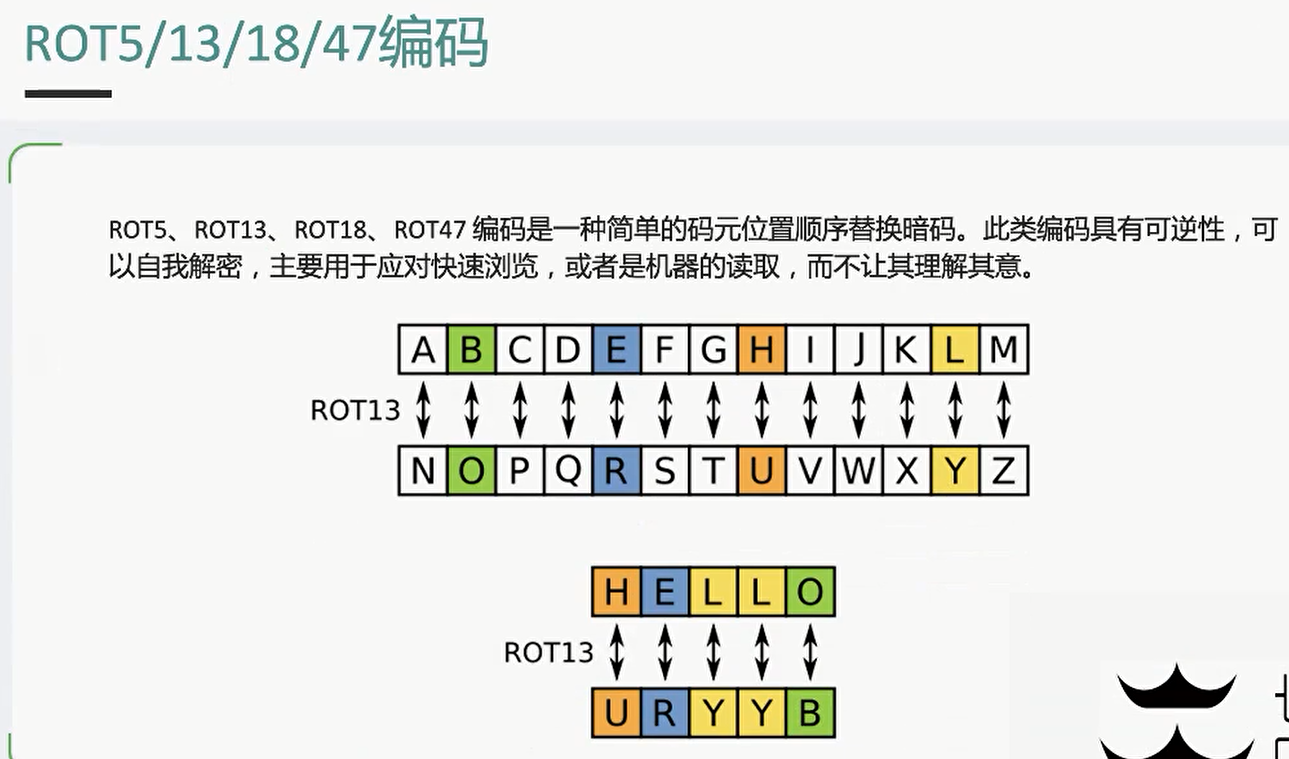 ROT5/13/18/47编码
ROT5、ROT13、ROT18、ROT47 编码是一种简单的码元位置顺序替换暗码。此类编码具有可逆性，可
以自我解密，主要用于应对快速浏览，或者是机器的读取，而不让其理解其意。
A B C D E F G H I J K L M
ROT13
N O P Q R S T U V W X Y Z
H E L L O
ROT13
U R Y Y B